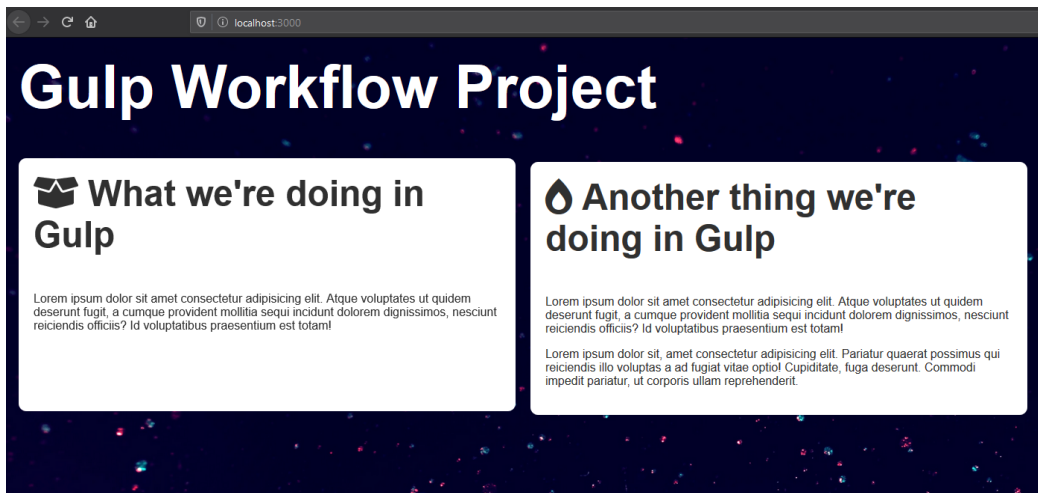 localhost:3000
Gulp Workflow Project
What we're doing in
Gulp
Lorem ipsum dolor sit amet consectetur adipisicing elit. Atque voluptates ut quidem
deserunt fugit, a cumque provident mollitia sequi incidunt dolorem dignissimos, nesciunt
reiciendis officiis? Id voluptatibus praesentium est totam!
Another thing we're
doing in Gulp
Lorem ipsum dolor sit amet consectetur adipisicing elit. Atque voluptates ut quidem
deserunt fugit, a cumque provident mollitia sequi incidunt dolorem dignissimos, nesciunt
reiciendis officiis? Id voluptatibus praesentium est totam!
Lorem ipsum dolor sit, amet consectetur adipisicing elit. Pariatur quaerat possimus qui
reiciendis illo voluptas a ad fugiat vitae optio! Cupiditate, fuga deserunt. Commodi
impedit pariatur, ut corporis ullam reprehenderit.